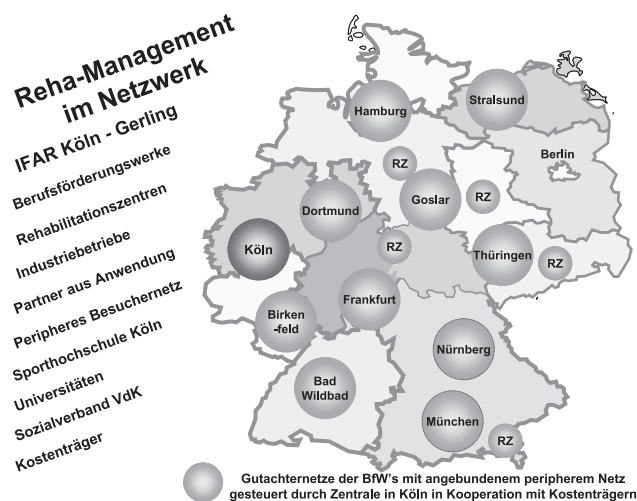 Reha-Management
im Netzwerk
IFAR Köln - Gerling
Berufsförderungswerke
Rehabilitationszentren
Industriebetriebe
Partner aus Anwendung
Peripheres Besuchernetz
Sporthochschule Köln
Universitäten
Sozialverband VdK
Kostenträger
Hamburg
Stralsund
Berlin
RZ
Goslar
RZ
Dortmund
Köln
RZ
Thüringen
RZ
Frankfurt
Birken
-feld
Nürnberg
Bad
Wildbad
München
RZ
Gutachternetze der BfW's mit angebundenem peripherem Netz
gesteuert durch Zentrale in Köln in Kooperation mit Kostenträgern